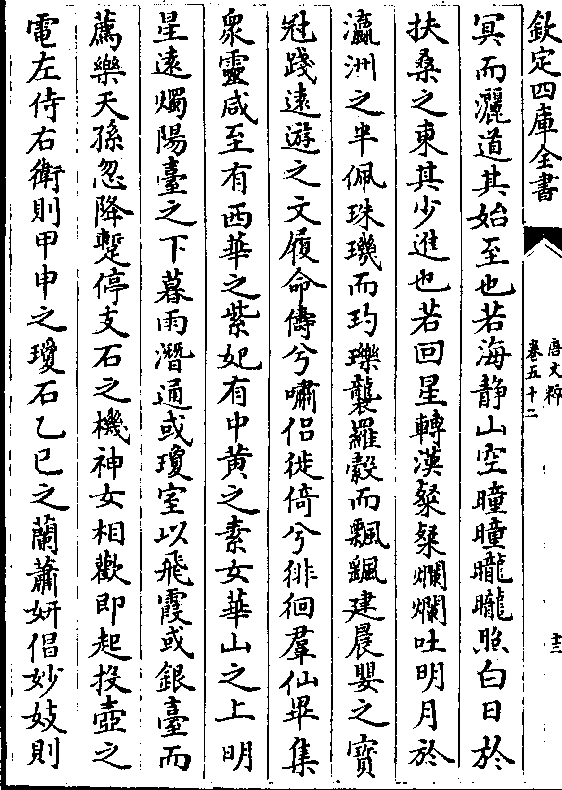 欽定四庫全書
唐文粹
卷五十二
十三
冥而灑道其始至也若海静山空曈曈曨曨照白日於
扶桑之東其少進也若回星轉漢粲粲爛爛吐明月於
瀛洲之半佩珠璣而玓瓅襲羅縠而飄颻建晨嬰之寶
冠踐遠遊之文履命儔兮嘯侣徙倚兮徘徊羣仙畢集
衆靈咸至有西華之紫妃有中黄之素女華山之上明
星遠燭陽臺之下暮雨潛通或瓊室以飛霞或銀臺而
薦樂天孫忽降蹔停支石之機神女相歡即起投壺之
電左侍右衛則甲申之瓊石乙巳之蘭蕭妍倡妙妓則